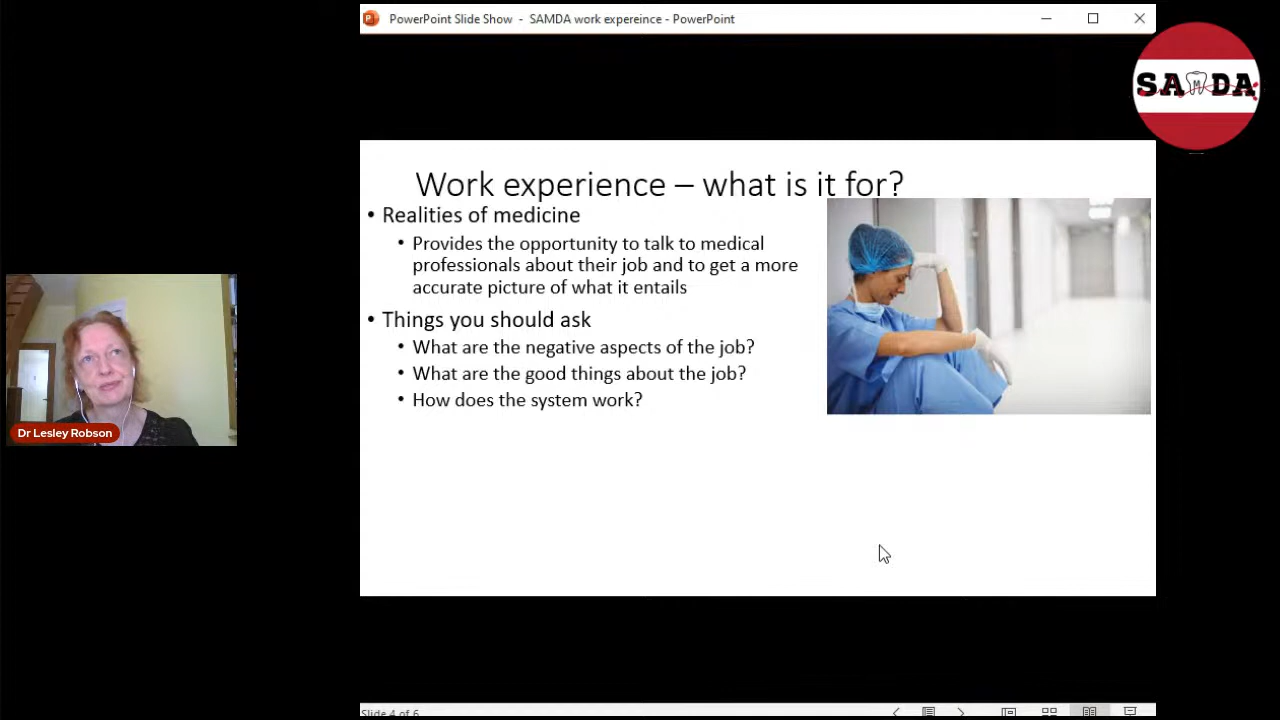 PowerPoint Slide Show - SAMDA work expereince - PowerPoint
SAMDA
M
Work experience – what is it for?
• Realities of medicine
• Provides the opportunity to talk to medical
professionals about their job and to get a more
accurate picture of what it entails
• Things you should ask
• What are the negative aspects of the job?
• What are the good things about the job?
• How does the system work?
Dr Lesley Robson
Slide 4 of 6